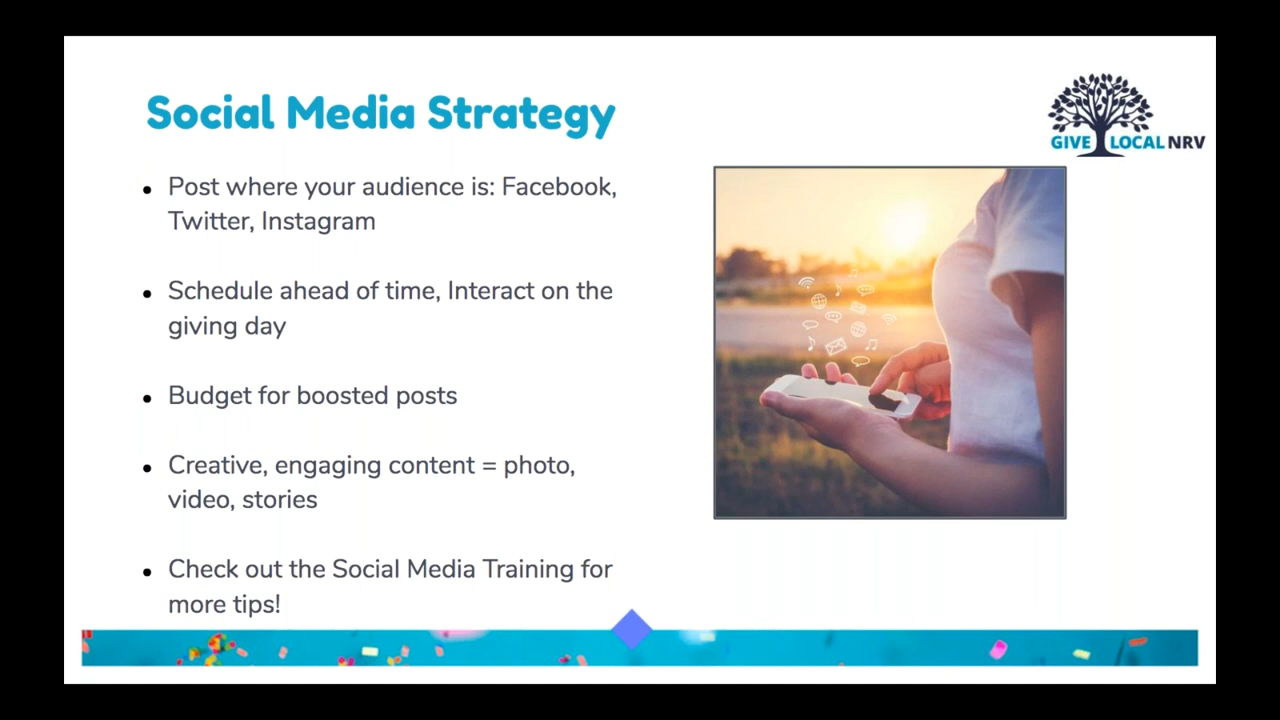 Social Media Strategy
GIVE LOCAL NRV
• Post where your audience is: Facebook,
Twitter, Instagram
• Schedule ahead of time, Interact on the
giving day
• Budget for boosted posts
• Creative, engaging content = photo,
video, stories
• Check out the Social Media Training for
more tips!